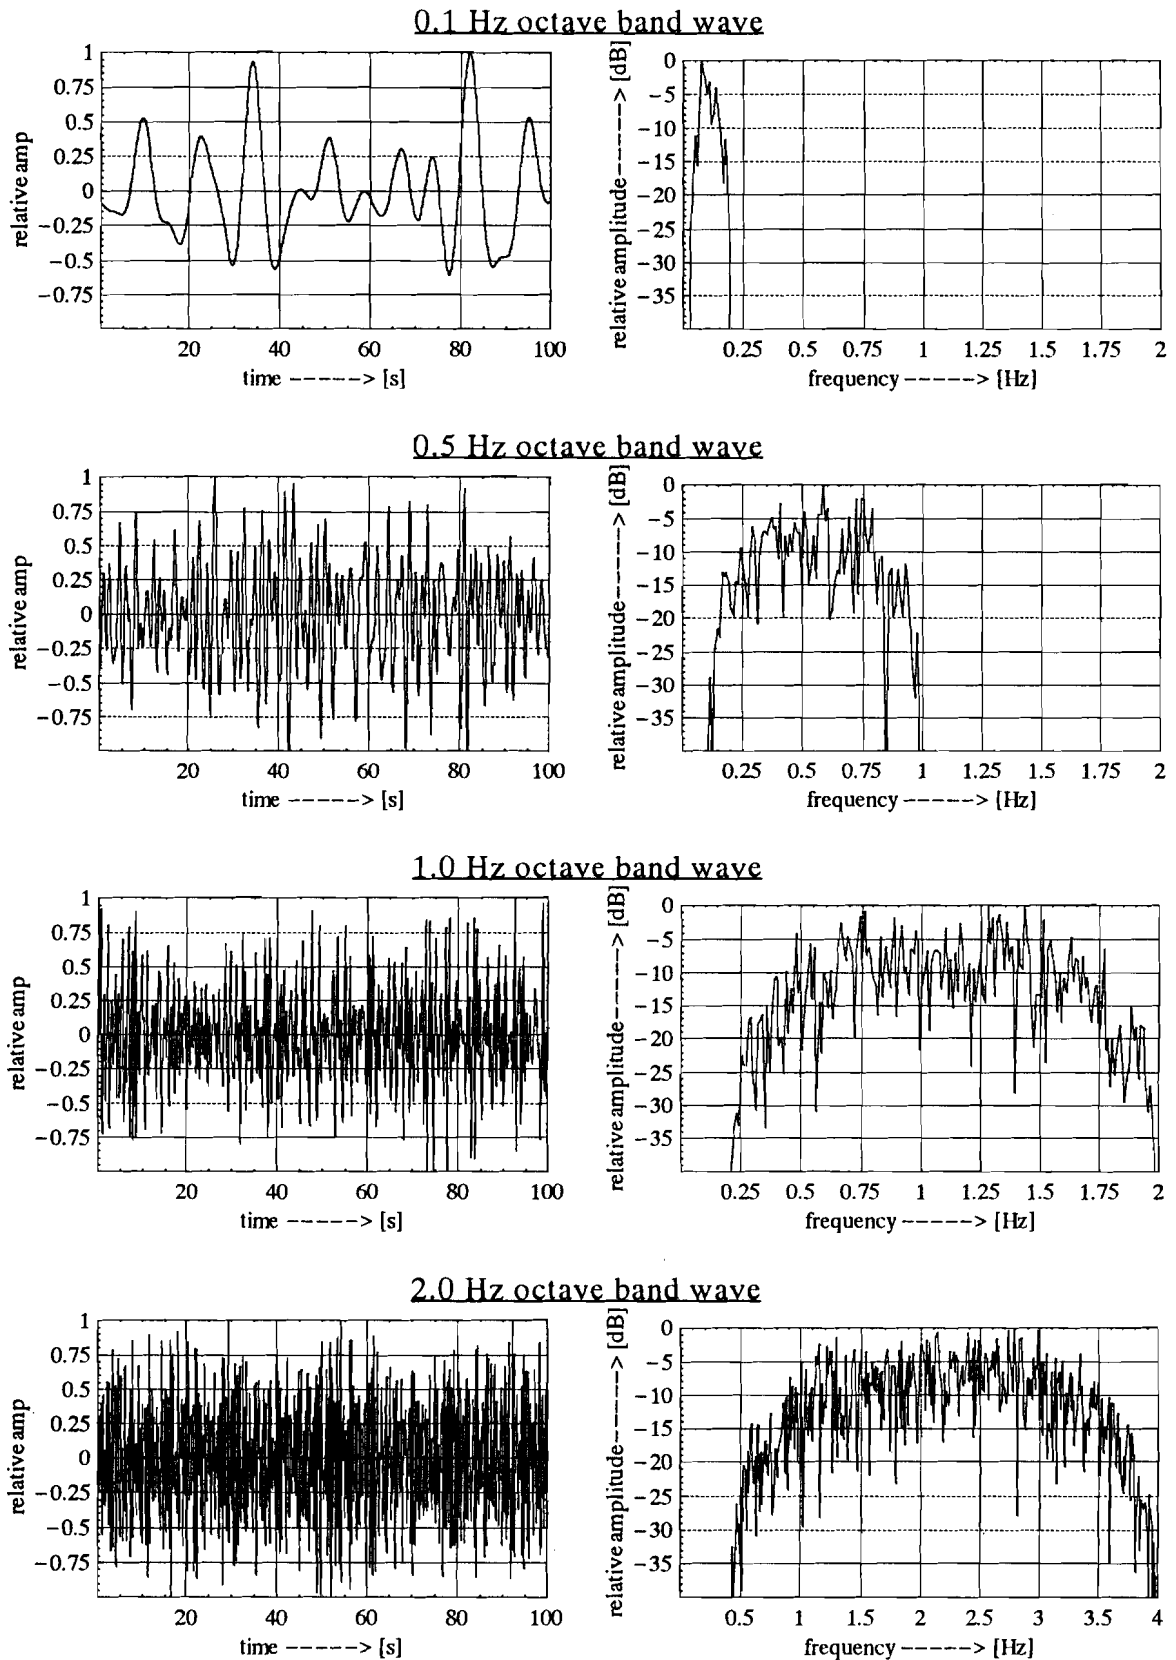 0.1 Hz octave band wave
relative amp
1
0.75
0.5
0.25
0
−0.25
−0.5
−0.75
20 40 60 80 100
time −−−−−−> [s]
relative amplitude−−−−−−> [dB]
0
−5
−10
−15
−20
−25
−30
−35
0.25 0.5 0.75 1 1.25 1.5 1.75 2
frequency −−−−−−> [Hz]
0.5 Hz octave band wave
relative amp
1
0.75
0.5
0.25
0
−0.25
−0.5
−0.75
20 40 60 80 100
time −−−−−−> [s]
relative amplitude−−−−−−> [dB]
0
−5
−10
−15
−20
−25
−30
−35
0.25 0.5 0.75 1 1.25 1.5 1.75 2
frequency −−−−−−> [Hz]
1.0 Hz octave band wave
relative amp
1
0.75
0.5
0.25
0
−0.25
−0.5
−0.75
20 40 60 80 100
time −−−−−−> [s]
relative amplitude−−−−−−> [dB]
0
−5
−10
−15
−20
−25
−30
−35
0.25 0.5 0.75 1 1.25 1.5 1.75 2
frequency −−−−−−> [Hz]
2.0 Hz octave band wave
relative amp
1
0.75
0.5
0.25
0
−0.25
−0.5
−0.75
20 40 60 80 100
time −−−−−−> [s]
relative amplitude−−−−−−> [dB]
0
−5
−10
−15
−20
−25
−30
−35
0.5 1 1.5 2 2.5 3 3.5 4
frequency −−−−−−> [Hz]